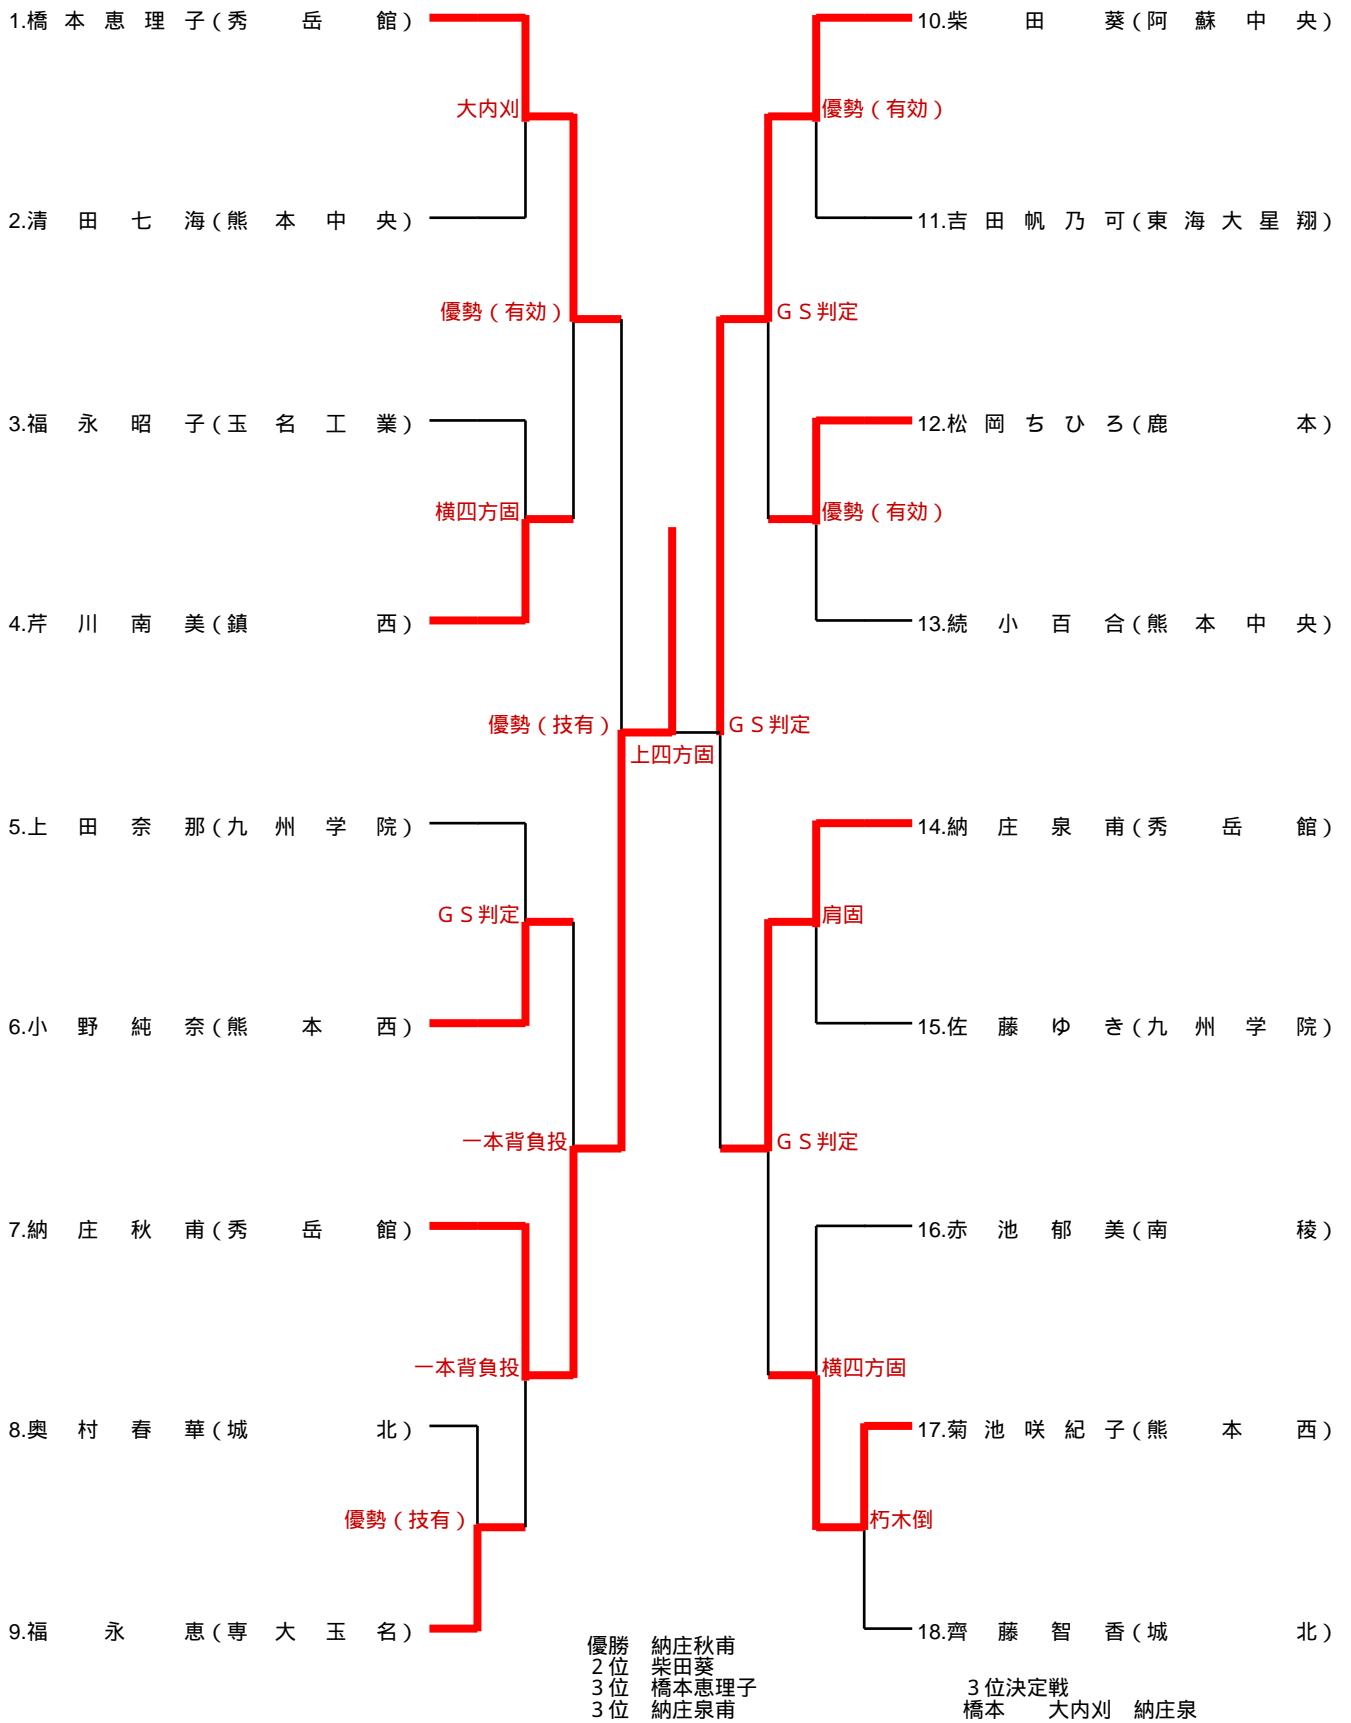 1.橋本恵理子(秀岳館)
大内刈
2.清田七海(熊本中央)
優勢(有効)
3.福永昭子(玉名工業)
横四方固
4.芹川南美(鎮西)
優勢(技有)
上四方固
5.上田奈那(九州学院)
GS判定
6.小野純奈(熊本西)
一本背負投
7.納庄秋甫(秀岳館)
一本背負投
8.奥村春華(城北)
優勢(技有)
9.福永恵(専大玉名)
10.柴田葵(阿蘇中央)
優勢(有効)
11.吉田帆乃可(東海大星翔)
GS判定
12.松岡ちひろ(鹿本)
優勢(有効)
13.続小百合(熊本中央)
GS判定
14.納庄泉甫(秀岳館)
肩固
15.佐藤ゆき(九州学院)
GS判定
16.赤池郁美(南稜)
横四方固
17.菊池咲紀子(熊本西)
朽木倒
18.齊藤智香(城北)
優勝 納庄秋甫
2位 柴田葵
3位 橋本恵理子
3位 納庄泉甫
3位決定戦
橋本 大内刈 納庄泉